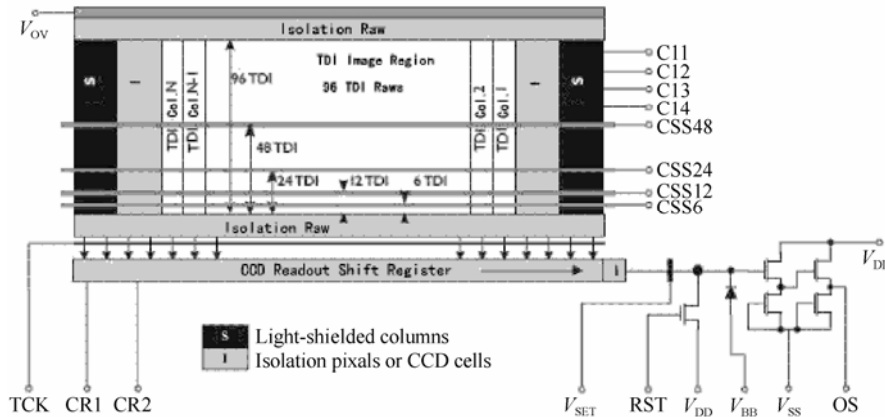 V_OV
Isolation Raw
S
I
TDI Col.N
TDI Col.N-1
96 TDI
TDI Image Region
96 TDI Raws
TDI Col.2
TDI Col.1
I
S
C11
C12
C13
C14
CSS48
48 TDI
CSS24
24 TDI
12 TDI
6 TDI
CSS12
CSS6
Isolation Raw
CCD Readout Shift Register
I
V_DD
S
Light-shielded columns
I
Isolation pixals or CCD cells
TCK
CR1
CR2
V_SET
RST
V_DD
V_BB
V_SS
OS